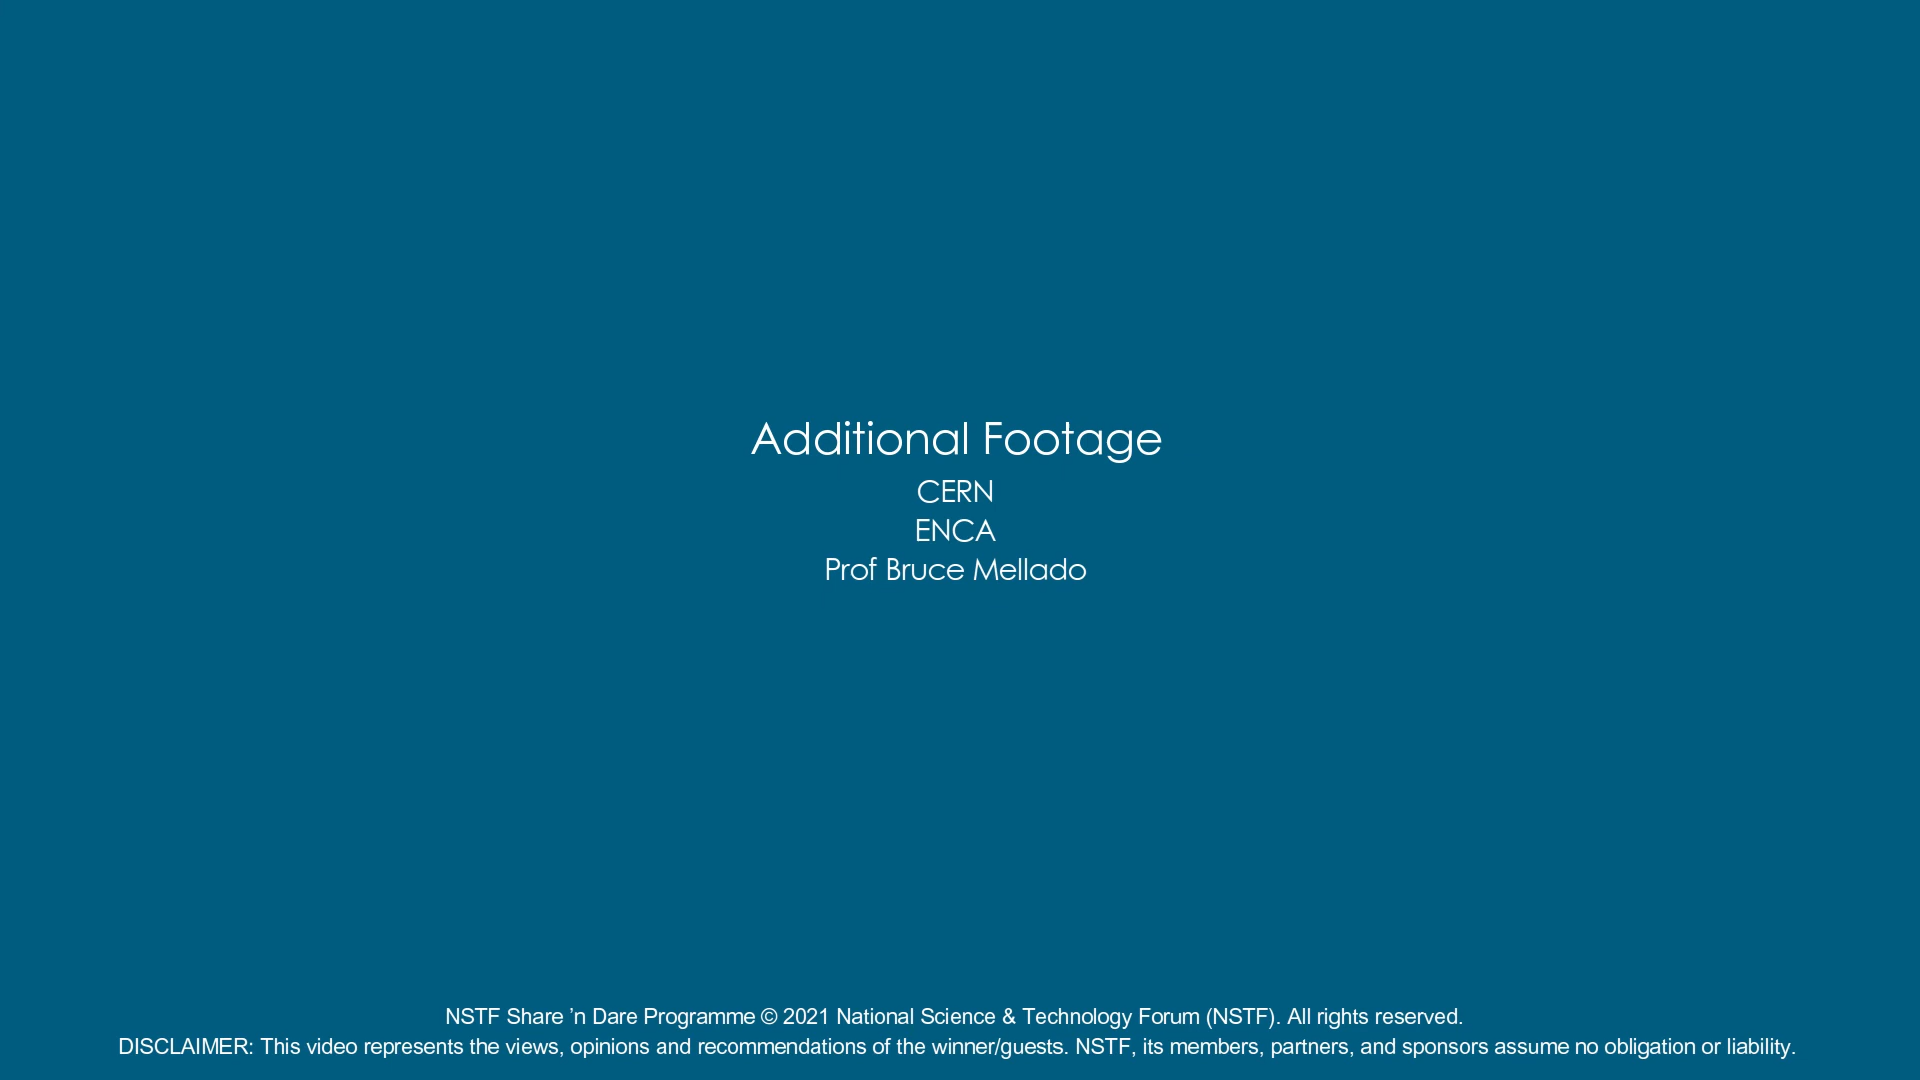 Additional Footage
CERN
ENCA
Prof Bruce Mellado
NSTF Share ’n Dare Programme © 2021 National Science & Technology Forum (NSTF). All rights reserved.
DISCLAIMER: This video represents the views, opinions and recommendations of the winner/guests. NSTF, its members, partners, and sponsors assume no obligation or liability.